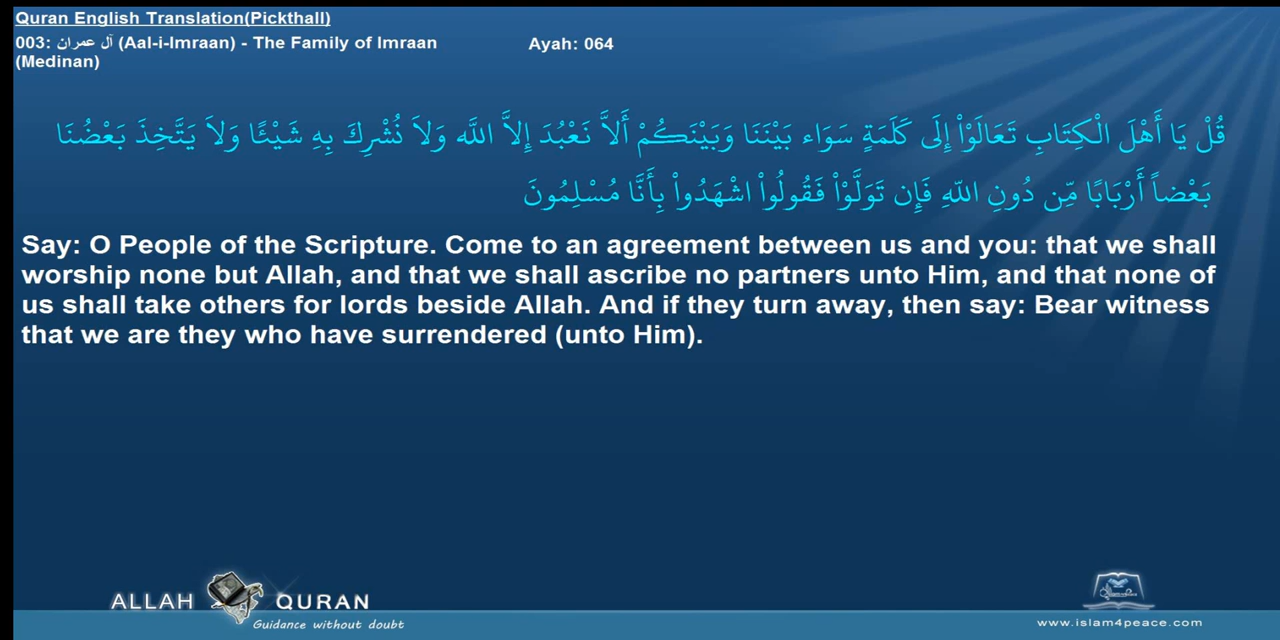 Quran English Translation(Pickthall)
003: آل عمران (Aal-i-Imraan) - The Family of Imraan
(Medinan)
Ayah: 064
قُلْ يَا أَهْلَ الْكِتَابِ تَعَالَوْاْ إِلَى كَلَمَةٍ سَوَاء بَيْنَنَا وَبَيْنَكُمْ أَلاَّ نَعْبُدَ إِلاَّ اللَّه وَلاَ نُشْرِكَ بِهِ شَيْئًا وَلاَ يَتَّخِذَ بَعْضُنَا
بَعْضاً أَرْبَابًا مِّن دُونِ اللّهِ فَإِن تَوَلَّوْاْ فَقُولُواْ اشْهَدُواْ بِأَنَّا مُسْلِمُونَ
Say: O People of the Scripture. Come to an agreement between us and you: that we shall
worship none but Allah, and that we shall ascribe no partners unto Him, and that none of
us shall take others for lords beside Allah. And if they turn away, then say: Bear witness
that we are they who have surrendered (unto Him).
ALLAH QURAN
Guidance without doubt
www.islam4peace.com